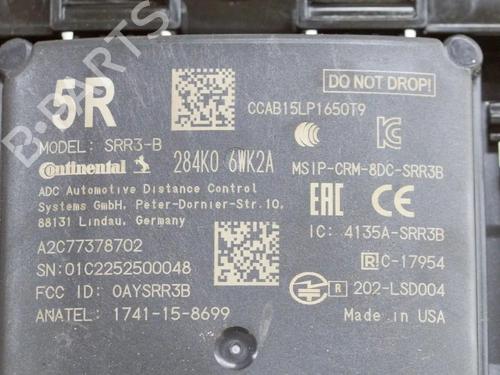 B-PARTS
5R
DO NOT DROP!
CCAB15LP1650T9
MODEL: SRR3-B
Continental
284K0 6WK2A
MSIP-CRM-8DC-SRR3B
ADC Automotive Distance Control
Systems GmbH, Peter-Dornier-Str.10,
88131 Lindau, Germany
EAC CE
IC: 4135A-SRR3B
A2C77378702
R C-17954
SN:01C2252500048
FCC ID: OAYSRR3B
R 202-LSD004
ANATEL: 1741-15-8699
Made in USA